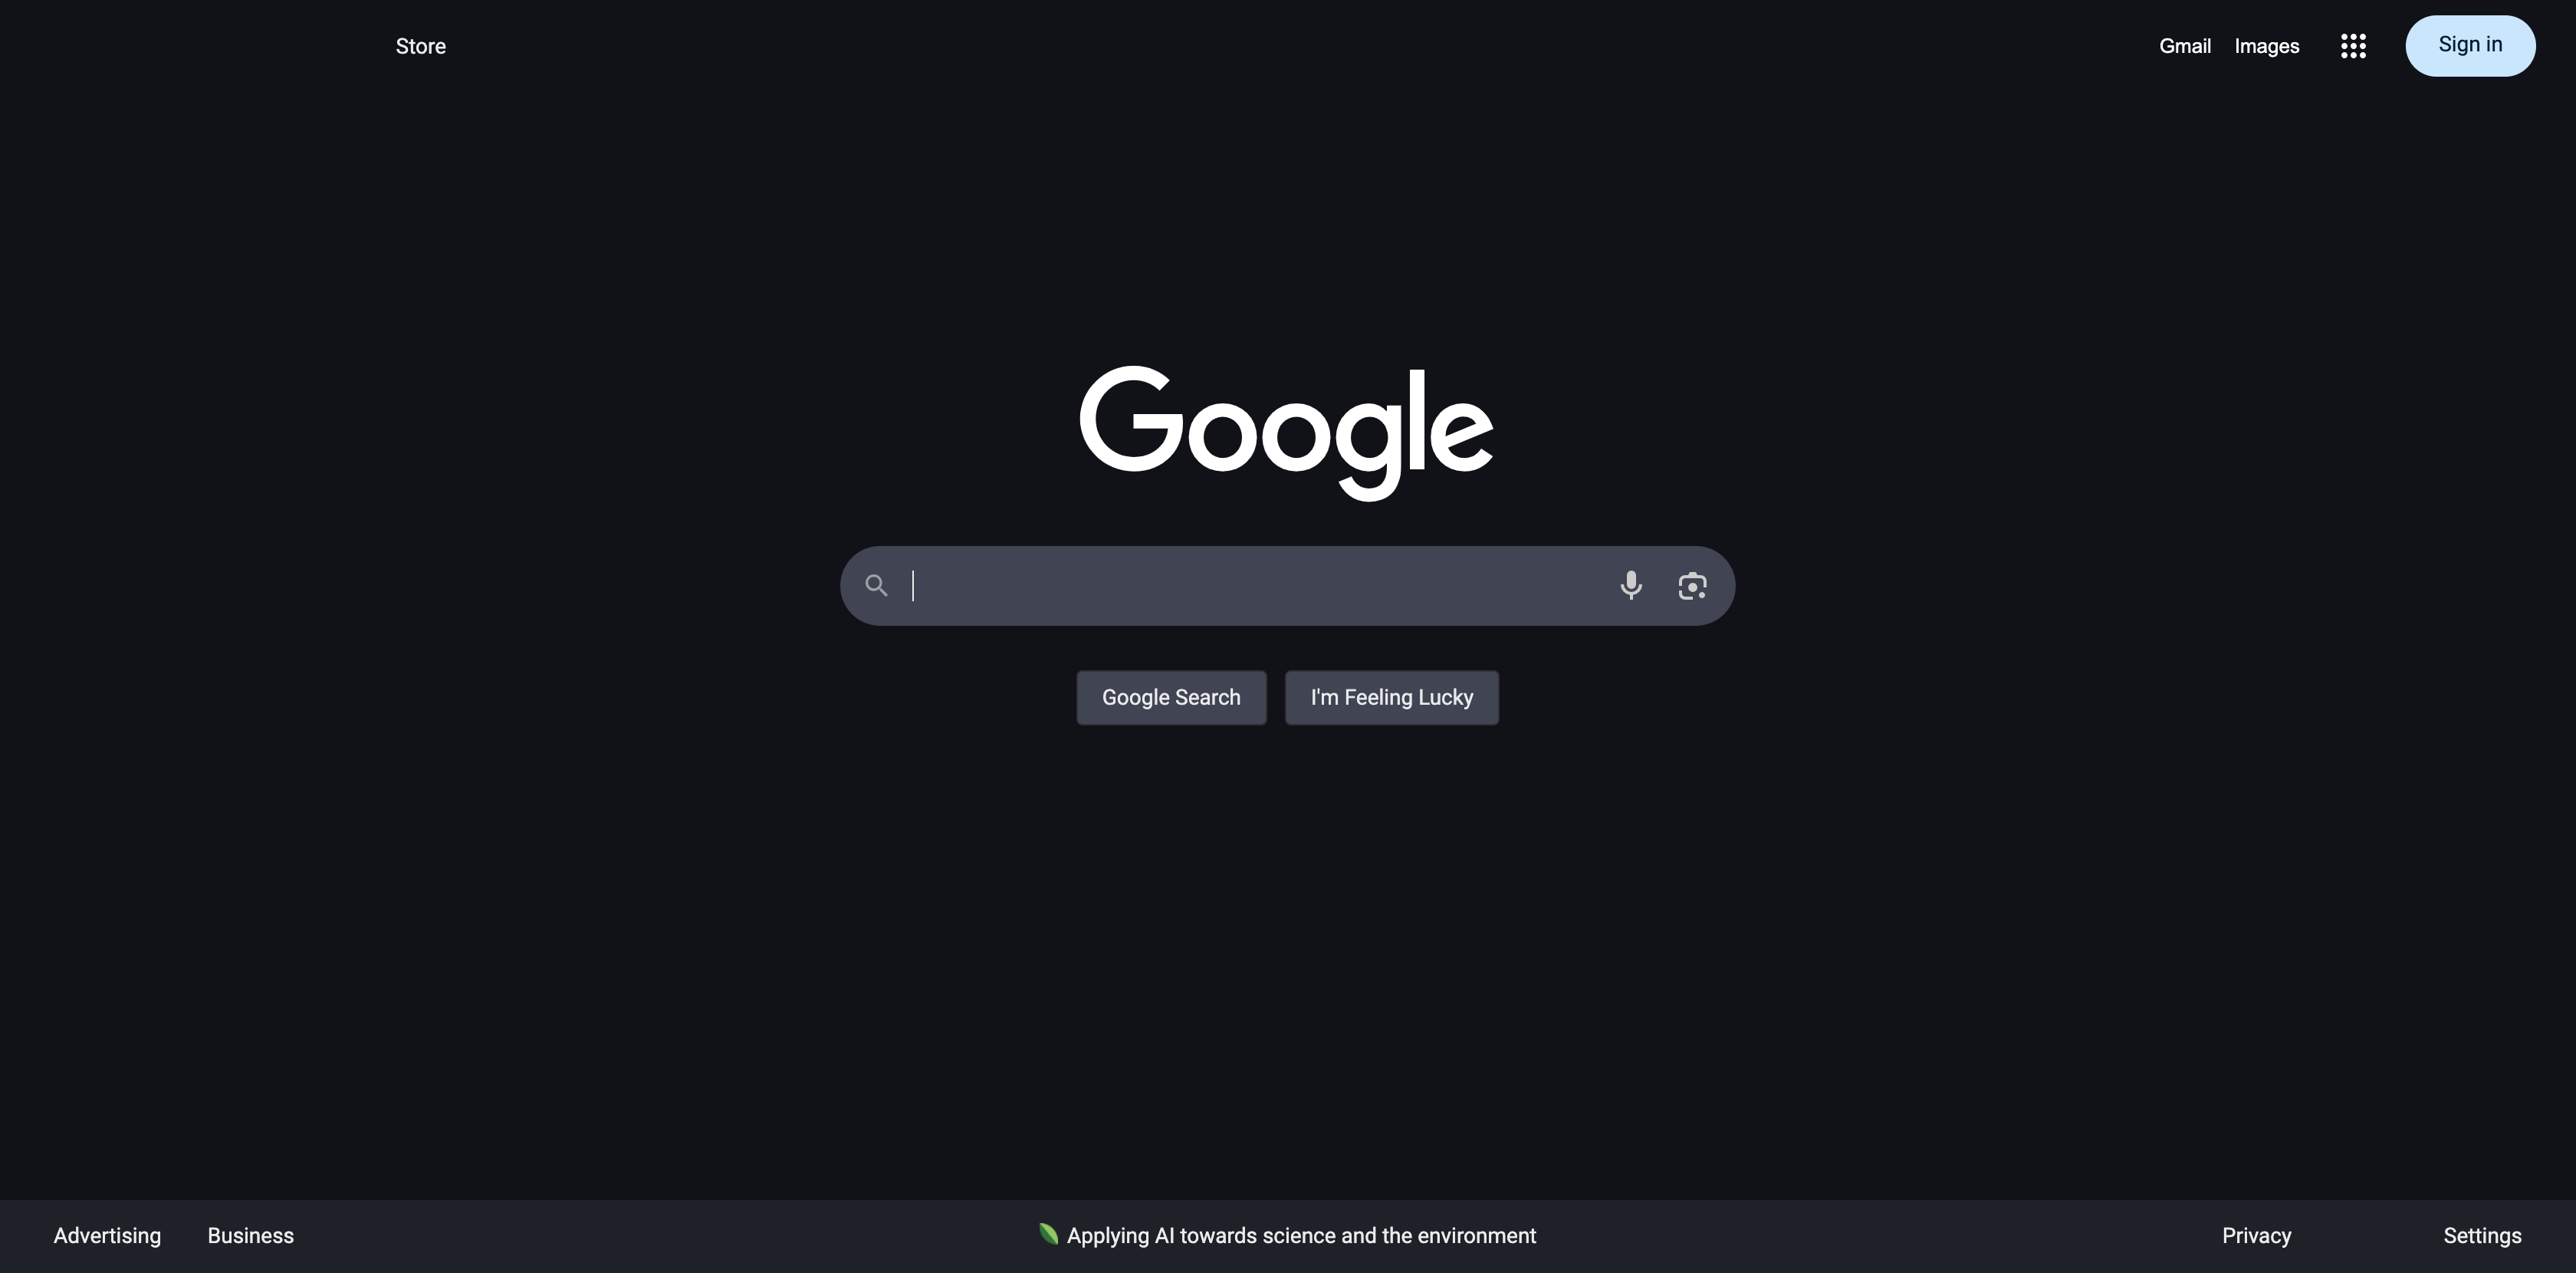 Store
Gmail Images
Sign in
Google
Google Search
I'm Feeling Lucky
Advertising Business
Applying AI towards science and the environment
Privacy Settings